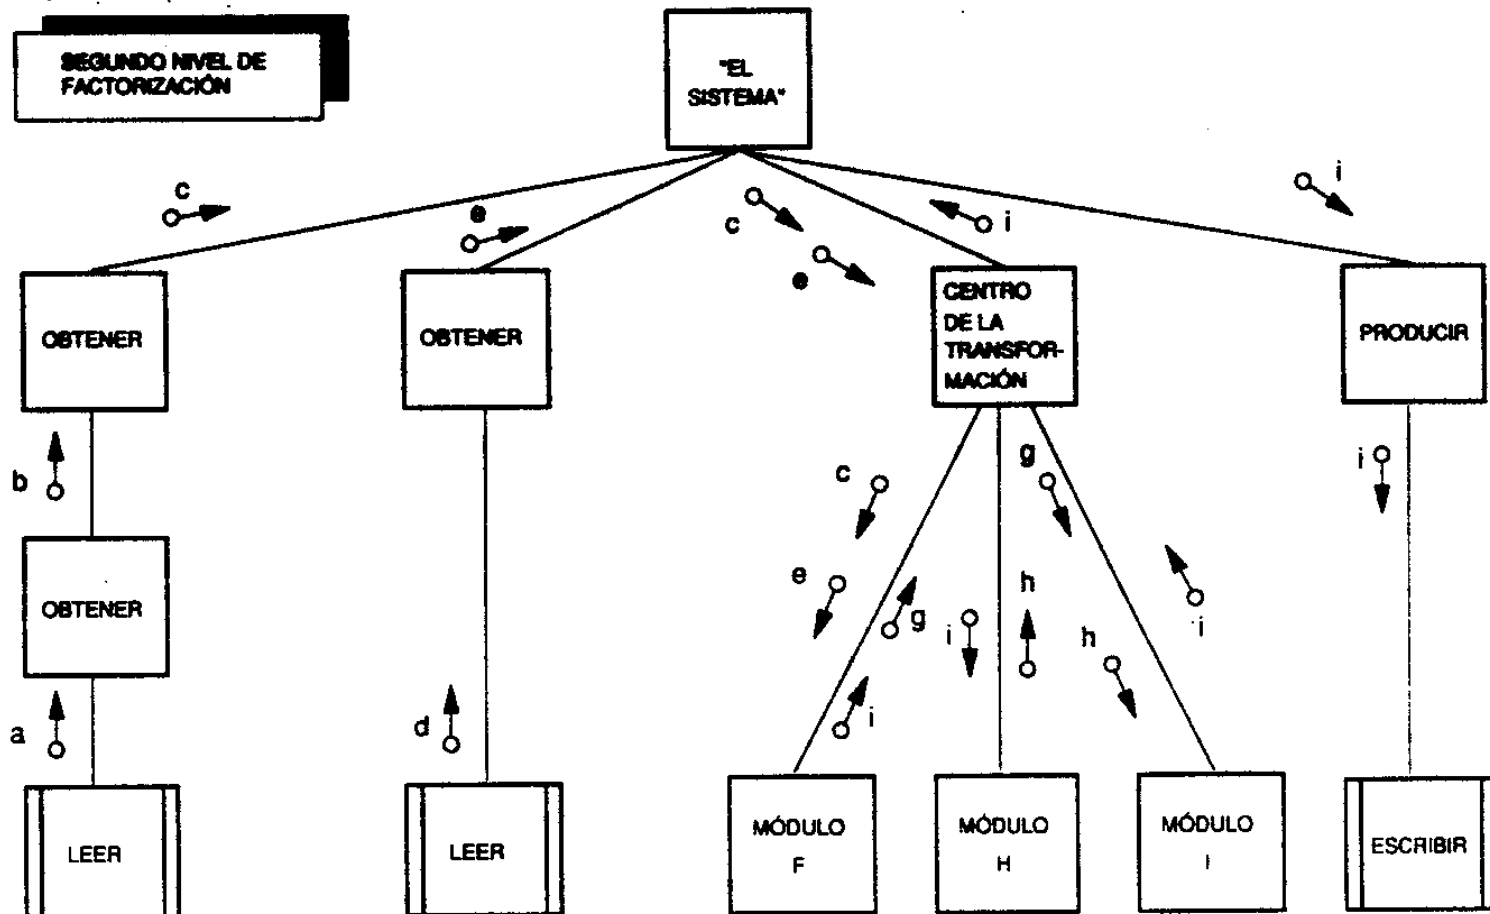 SEGUNDO NIVEL DE
FACTORIZACIÓN
"EL
SISTEMA"
c
e
c
e
i
i
OBTENER
OBTENER
CENTRO
DE LA
TRANSFOR-
MACIÓN
PRODUCIR
b
c
g
i
OBTENER
e
g
i
h
h
i
a
d
i
LEER
LEER
MÓDULO
F
MÓDULO
H
MÓDULO
I
ESCRIBIR